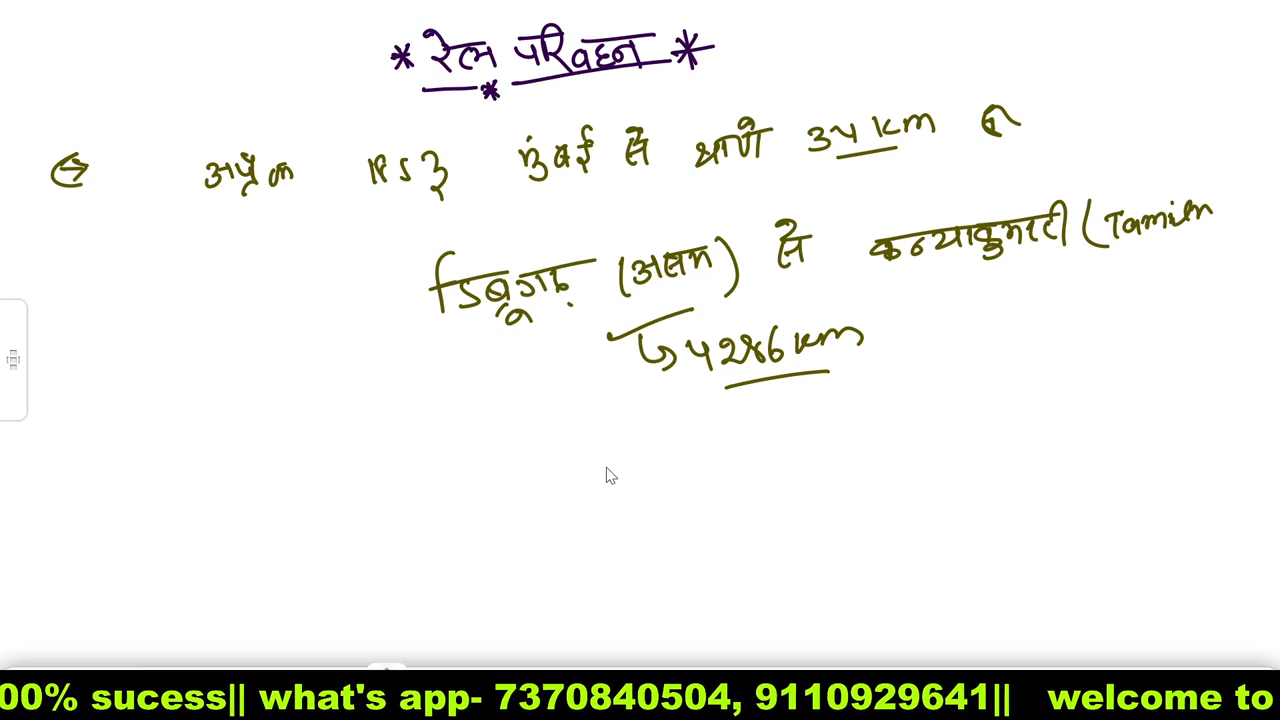 * रेल परिवहन *
*
⇒ अप्रैल 1853 मुंबई से थाणे 34 km
डिब्रूगढ़ (असम) से कन्याकुमारी (Tamiln
↳ 4286 km
00% sucess|| what's app- 7370840504, 9110929641|| welcome to